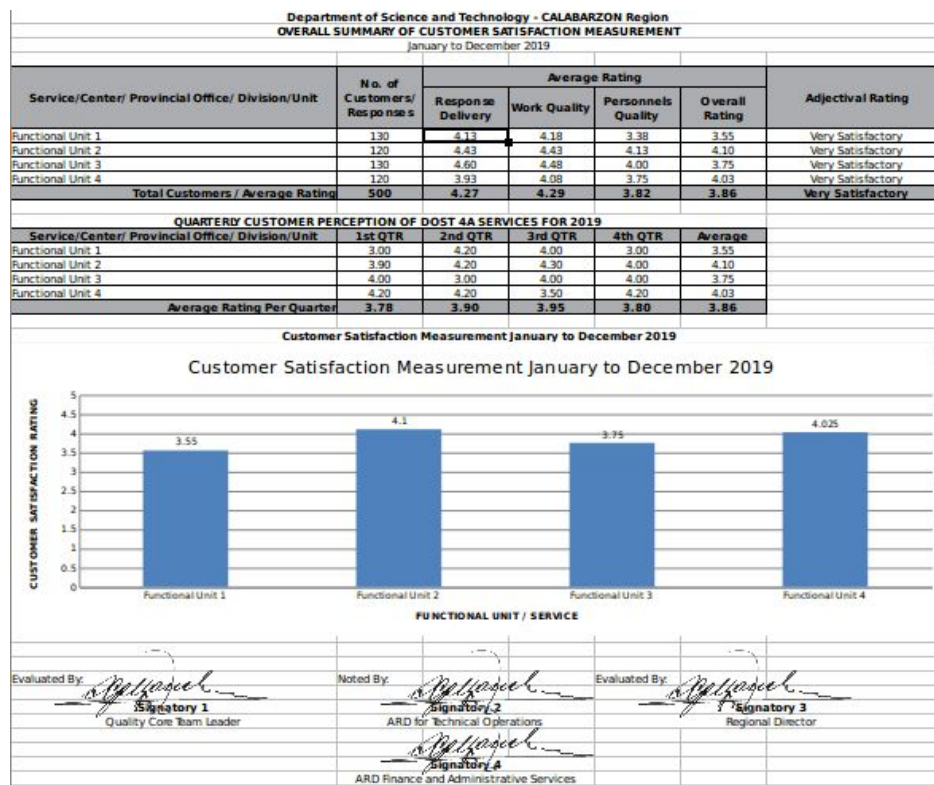 Department of Science and Technology - CALABARZON Region
OVERALL SUMMARY OF CUSTOMER SATISFACTION MEASUREMENT
January to December 2019
Service/Center/ Provincial Office/ Division/Unit No. of Customers/ Responses Average Rating Adjectival Rating
Response Delivery Work Quality Personnels Quality Overall Rating
Functional Unit 1 130 4.13 4.18 3.38 3.55 Very Satisfactory
Functional Unit 2 120 4.43 4.43 4.13 4.10 Very Satisfactory
Functional Unit 3 130 4.60 4.48 4.00 3.75 Very Satisfactory
Functional Unit 4 120 3.93 4.08 3.75 4.03 Very Satisfactory
Total Customers / Average Rating 500 4.27 4.29 3.82 3.86 Very Satisfactory
QUARTERLY CUSTOMER PERCEPTION OF DOST 4A SERVICES FOR 2019
Service/Center/ Provincial Office/ Division/Unit 1st QTR 2nd QTR 3rd QTR 4th QTR Average
Functional Unit 1 3.00 4.20 4.00 3.00 3.55
Functional Unit 2 3.90 4.20 4.30 4.00 4.10
Functional Unit 3 4.00 3.00 4.00 4.00 3.75
Functional Unit 4 4.20 4.20 3.50 4.20 4.03
Average Rating Per Quarter 3.78 3.90 3.95 3.80 3.86
Customer Satisfaction Measurement January to December 2019
Customer Satisfaction Measurement January to December 2019
CUSTOMER SATISFACTION RATING
5
4.5
4
3.5
3
2.5
2
1.5
1
0.5
0
3.55 4.1 3.75 4.025
Functional Unit 1 Functional Unit 2 Functional Unit 3 Functional Unit 4
FUNCTIONAL UNIT / SERVICE
Evaluated By: Noted By: Evaluated By:
Signatory 1 Signatory 2 Signatory 3
Quality Core Team Leader ARD for Technical Operations Regional Director
Signatory 4
ARD Finance and Administrative Services